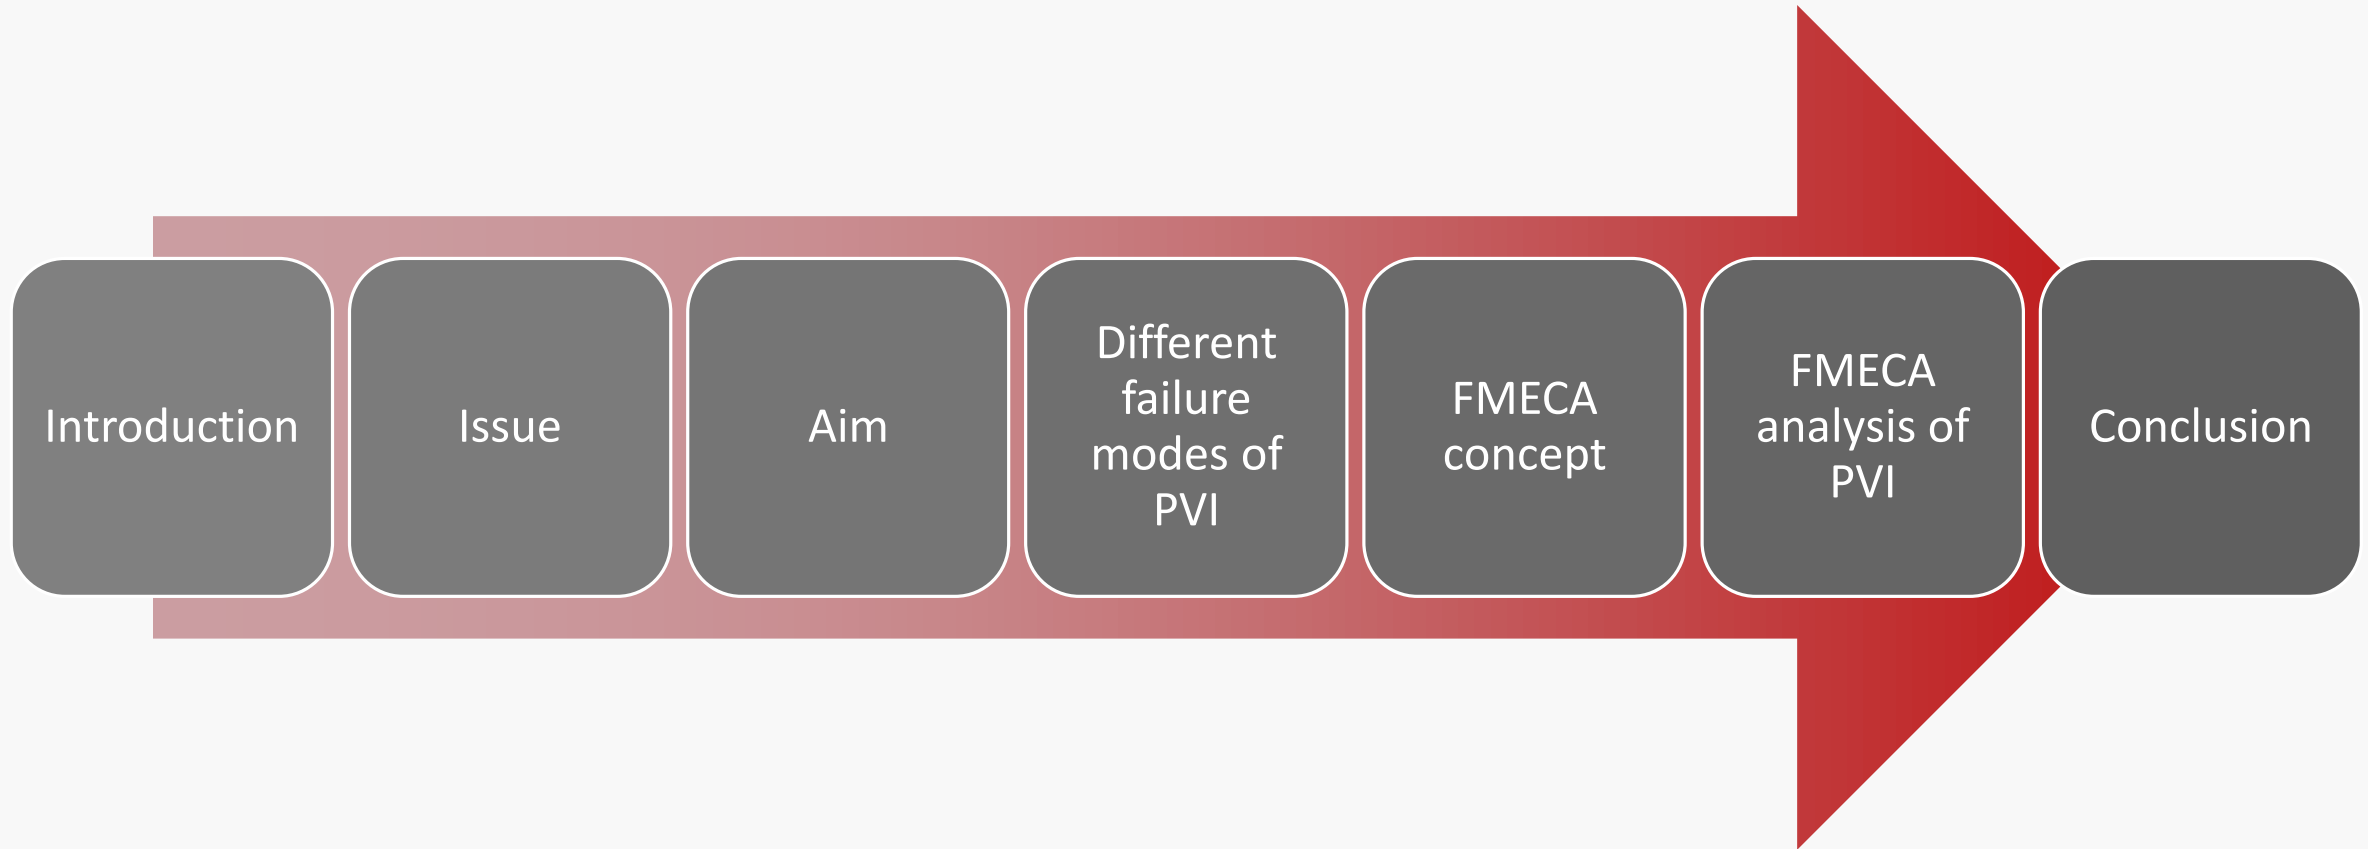 Introduction
Issue
Aim
Different
failure
modes of
PVI
FMECA
concept
FMECA
analysis of
PVI
Conclusion